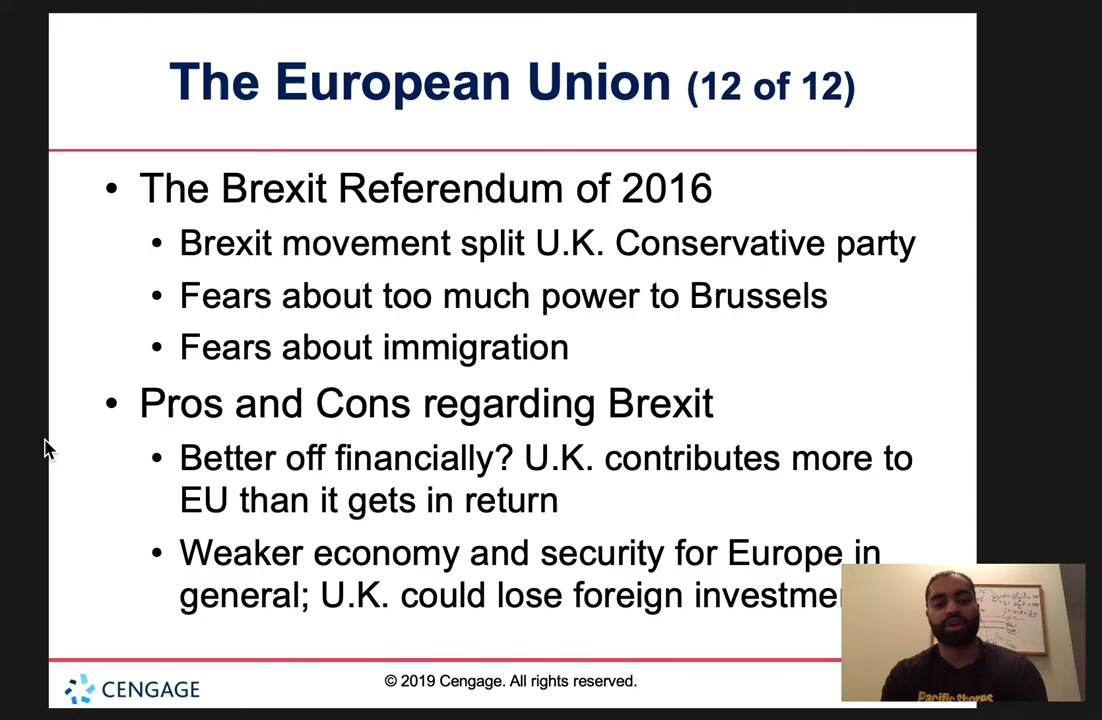 The European Union (12 of 12)
• The Brexit Referendum of 2016
• Brexit movement split U.K. Conservative party
• Fears about too much power to Brussels
• Fears about immigration
• Pros and Cons regarding Brexit
• Better off financially? U.K. contributes more to
EU than it gets in return
• Weaker economy and security for Europe in
general; U.K. could lose foreign
CENGAGE
© 2019 Cengage. All rights reserved.
Pacific Shores